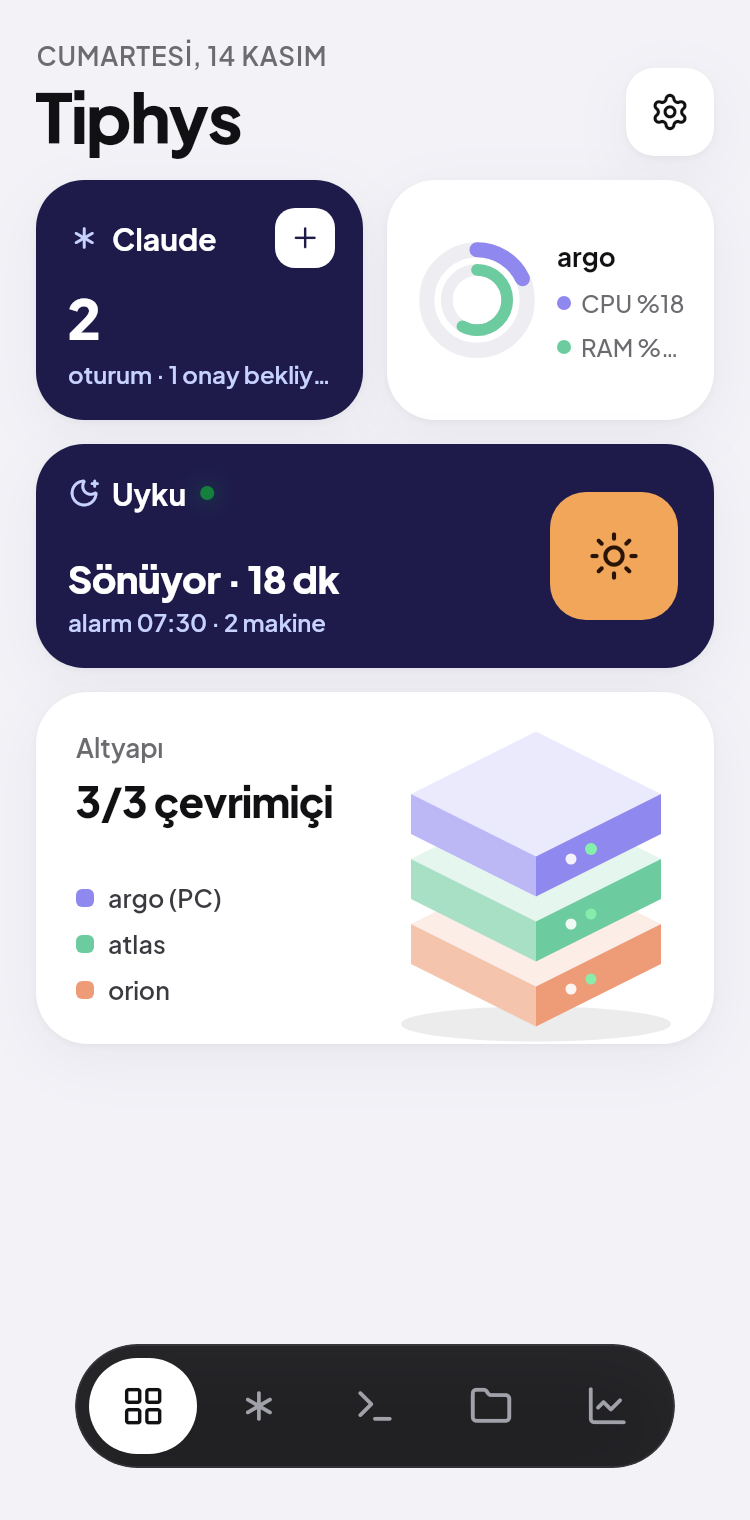 CUMARTESİ, 14 KASIM
Tiphys
Claude
2
oturum · 1 onay bekliy...
argo
CPU %18
RAM %...
Uyku
Sönüyor · 18 dk
alarm 07:30 · 2 makine
Altyapı
3/3 çevrimiçi
argo (PC)
atlas
orion